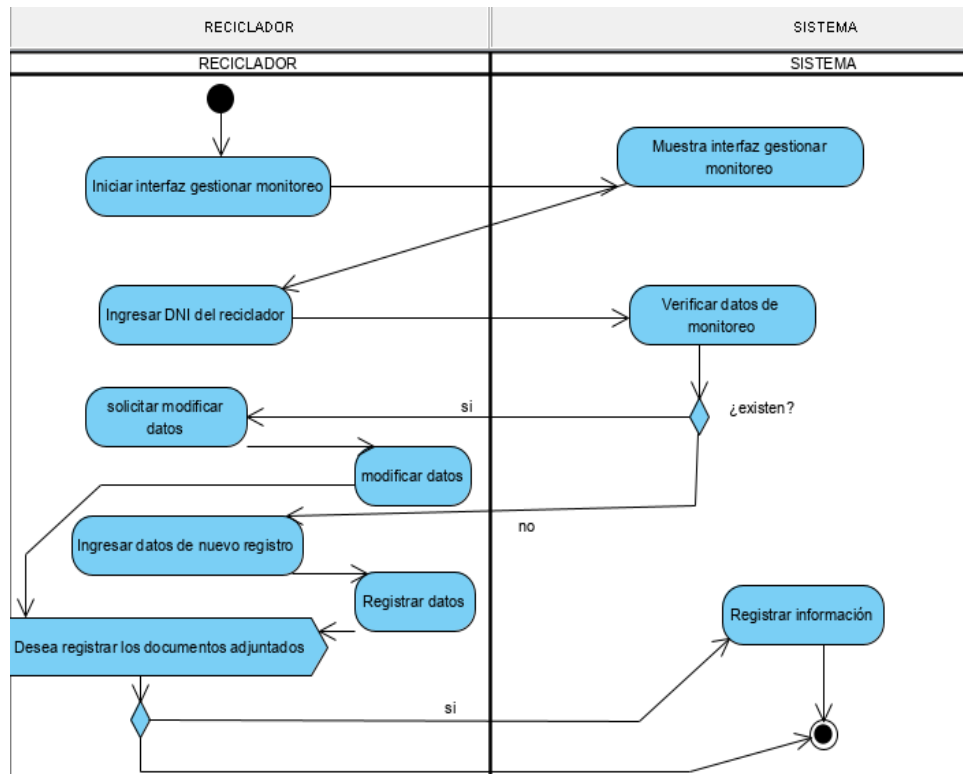 RECICLADOR
SISTEMA
RECICLADOR
SISTEMA
Muestra interfaz gestionar
monitoreo
Iniciar interfaz gestionar monitoreo
Ingresar DNI del reciclador
Verificar datos de
monitoreo
solicitar modificar
datos
si
¿existen?
modificar datos
no
Ingresar datos de nuevo registro
Registrar datos
Registrar información
Desea registrar los documentos adjuntados
si